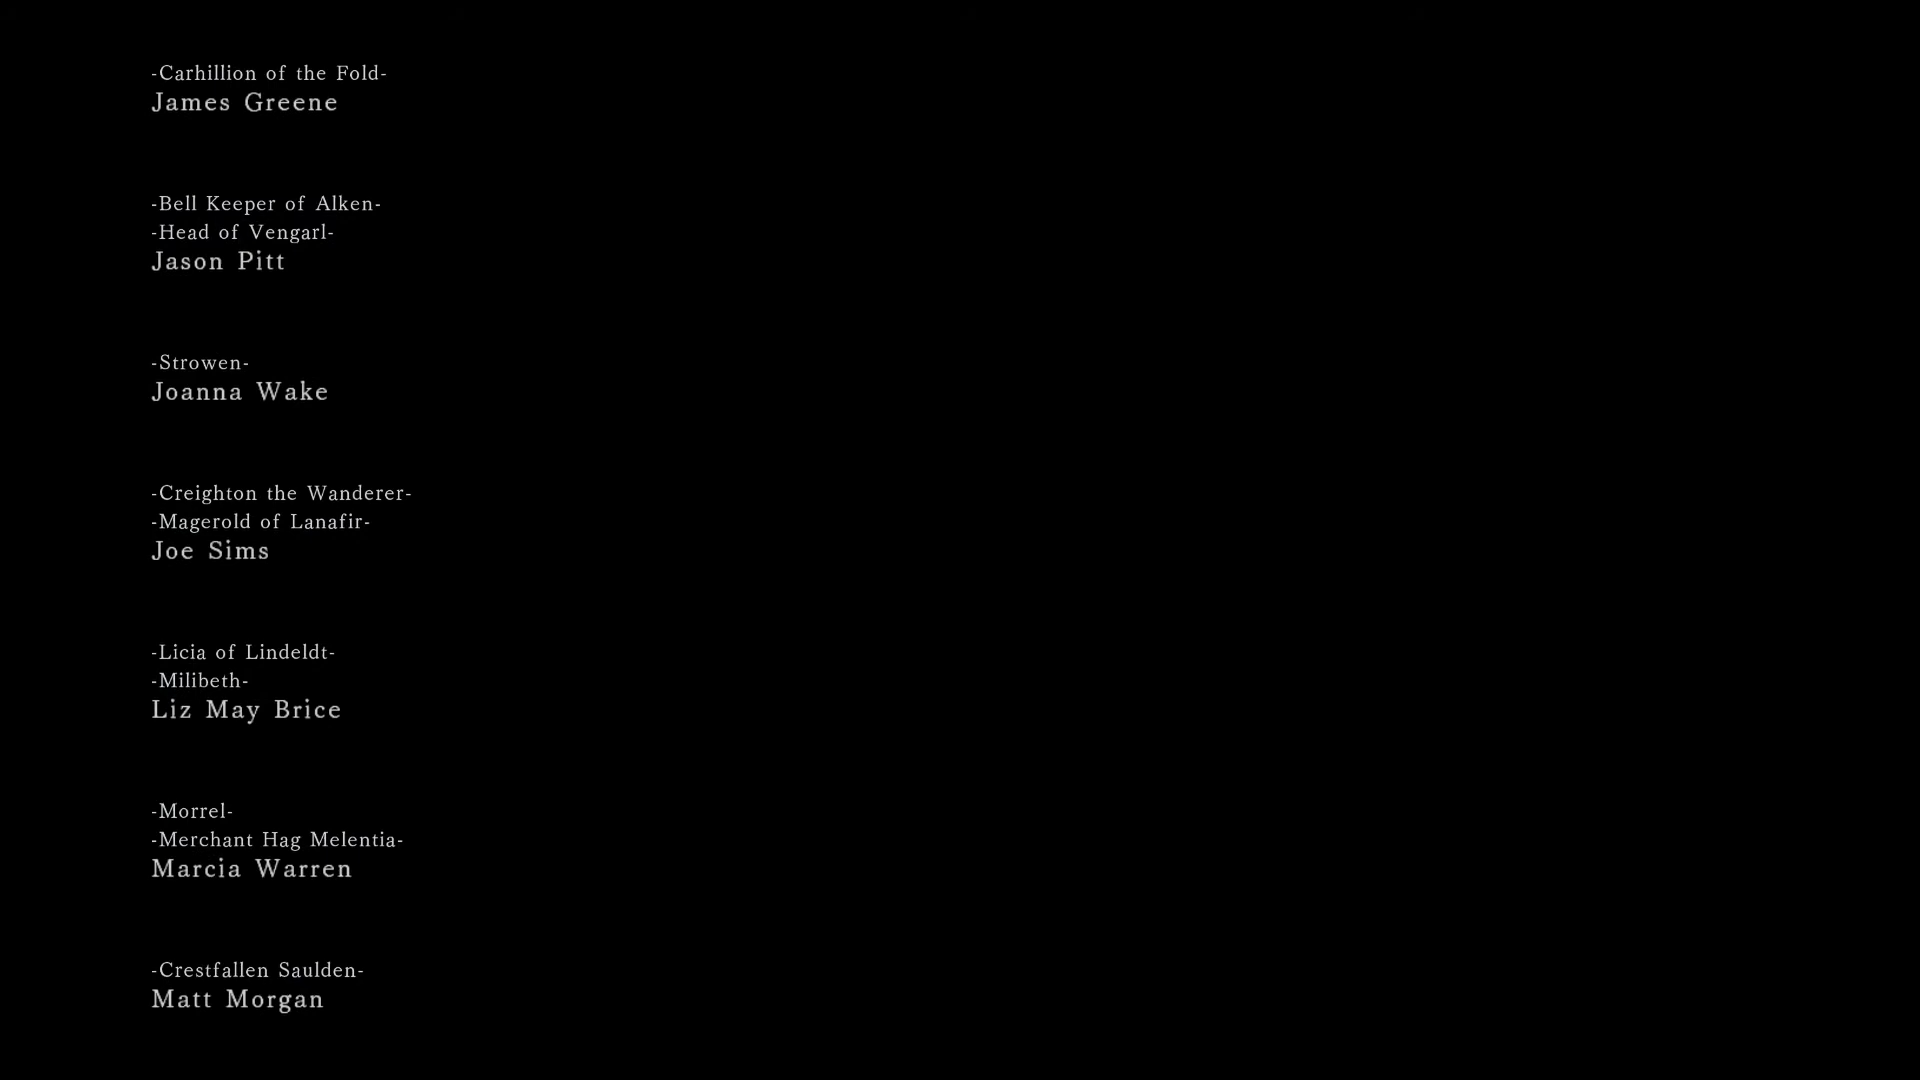 -Carhillion of the Fold-
James Greene
-Bell Keeper of Alken-
-Head of Vengarl-
Jason Pitt
-Strowen-
Joanna Wake
-Creighton the Wanderer-
-Magerold of Lanafir-
Joe Sims
-Licia of Lindeldt-
-Milibeth-
Liz May Brice
-Morrel-
-Merchant Hag Melentia-
Marcia Warren
-Crestfallen Saulden-
Matt Morgan